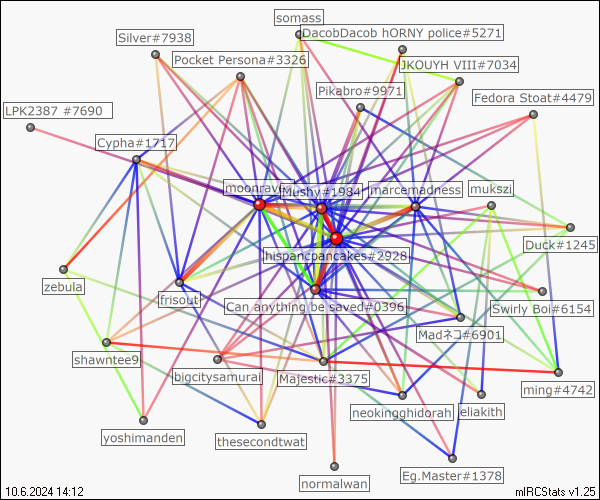 somass
DacobDacob hORNY police#5271
Silver#7938
Pocket Persona#3326
JKOUYH VIII#7034
Pikabro#9971
Fedora Stoat#4479
LPK2387 #7690
Cypha#1717
moonrave
Mushy#1984
marcemadness
mukszi
Duck#1245
hispancpancakes#2928
zebula
frisout
Can anything be saved#0396
Swirly Boi#6154
Madネコ#6901
shawntee9
bigcitysamurai
Majestic#3375
ming#4742
neokingghidorah
eliakith
yoshimanden
thesecondtwat
Eg.Master#1378
normalwan
10.6.2024 14:12
mIRCStats v1.25